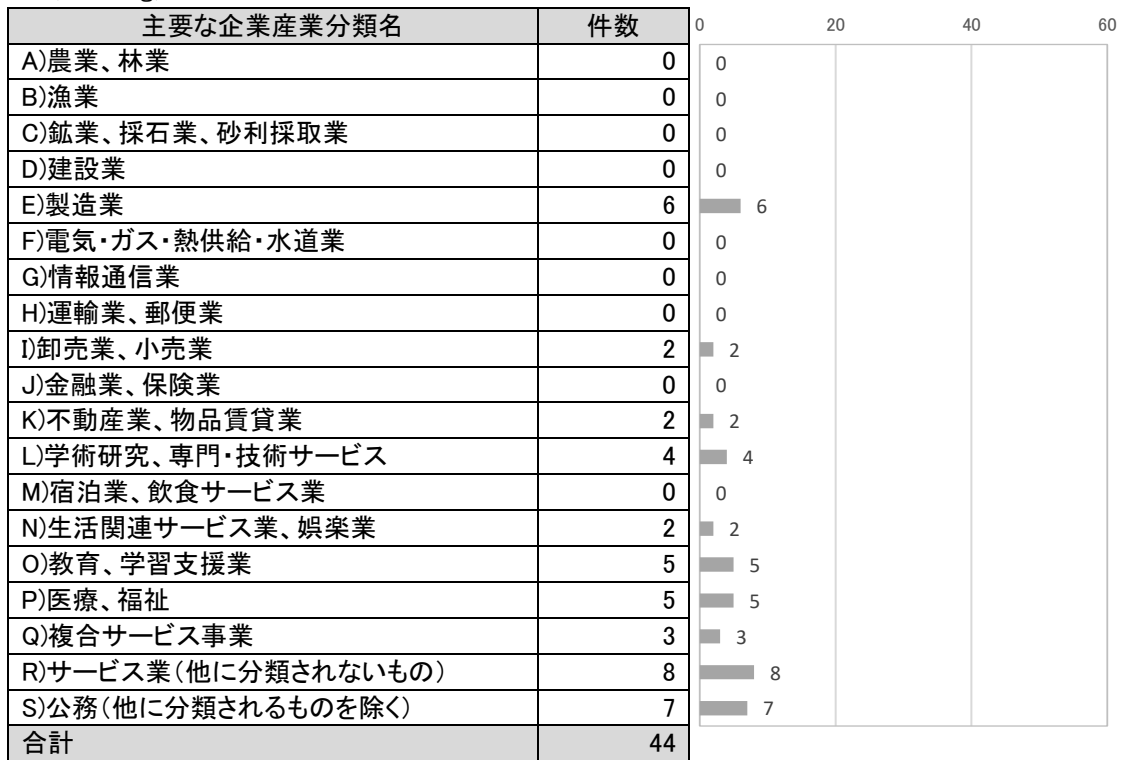 主要な企業産業分類名 件数 0 20 40 60
A)農業、林業 0 0
B)漁業 0 0
C)鉱業、採石業、砂利採取業 0 0
D)建設業 0 0
E)製造業 6 6
F)電気・ガス・熱供給・水道業 0 0
G)情報通信業 0 0
H)運輸業、郵便業 0 0
I)卸売業、小売業 2 2
J)金融業、保険業 0 0
K)不動産業、物品賃貸業 2 2
L)学術研究、専門・技術サービス 4 4
M)宿泊業、飲食サービス業 0 0
N)生活関連サービス業、娯楽業 2 2
O)教育、学習支援業 5 5
P)医療、福祉 5 5
Q)複合サービス事業 3 3
R)サービス業（他に分類されないもの） 8 8
S)公務（他に分類されるものを除く） 7 7
合計 44